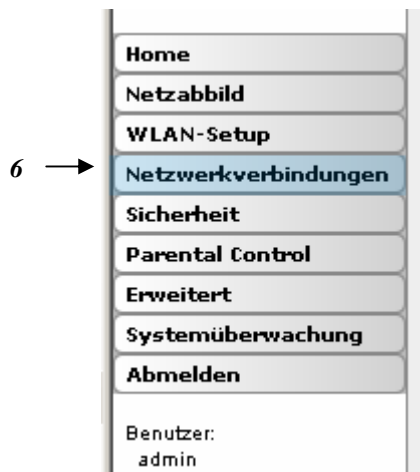 Home
Netzabbild
WLAN-Setup
6 Netzwerkverbindungen
Sicherheit
Parental Control
Erweitert
Systemüberwachung
Abmelden
Benutzer:
admin